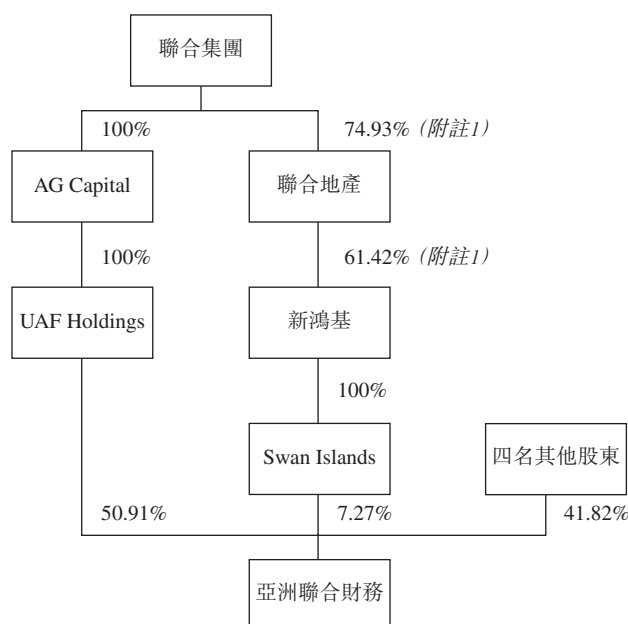 聯合集團
100%
74.93% (附註1)
AG Capital
聯合地產
100%
61.42% (附註1)
UAF Holdings
新鴻基
100%
Swan Islands
四名其他股東
50.91%
7.27%
41.82%
亞洲聯合財務